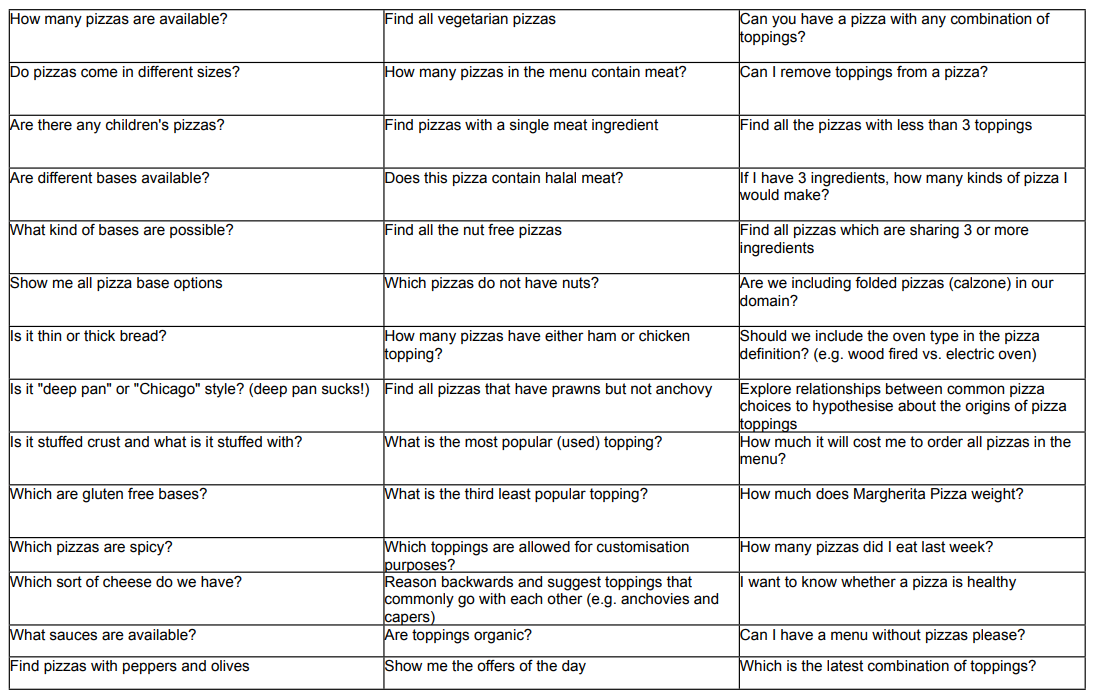 How many pizzas are available?
Find all vegetarian pizzas
Can you have a pizza with any combination of
toppings?
Do pizzas come in different sizes?
How many pizzas in the menu contain meat?
Can I remove toppings from a pizza?
Are there any children's pizzas?
Find pizzas with a single meat ingredient
Find all the pizzas with less than 3 toppings
Are different bases available?
Does this pizza contain halal meat?
If I have 3 ingredients, how many kinds of pizza I
would make?
What kind of bases are possible?
Find all the nut free pizzas
Find all pizzas which are sharing 3 or more
ingredients
Show me all pizza base options
Which pizzas do not have nuts?
Are we including folded pizzas (calzone) in our
domain?
Is it thin or thick bread?
How many pizzas have either ham or chicken
topping?
Should we include the oven type in the pizza
definition? (e.g. wood fired vs. electric oven)
Is it "deep pan" or "Chicago" style? (deep pan sucks!)
Find all pizzas that have prawns but not anchovy
Explore relationships between common pizza
choices to hypothesise about the origins of pizza
toppings
Is it stuffed crust and what is it stuffed with?
What is the most popular (used) topping?
How much it will cost me to order all pizzas in the
menu?
Which are gluten free bases?
What is the third least popular topping?
How much does Margherita Pizza weight?
Which pizzas are spicy?
Which toppings are allowed for customisation
purposes?
How many pizzas did I eat last week?
Which sort of cheese do we have?
Reason backwards and suggest toppings that
commonly go with each other (e.g. anchovies and
capers)
I want to know whether a pizza is healthy
What sauces are available?
Are toppings organic?
Can I have a menu without pizzas please?
Find pizzas with peppers and olives
Show me the offers of the day
Which is the latest combination of toppings?